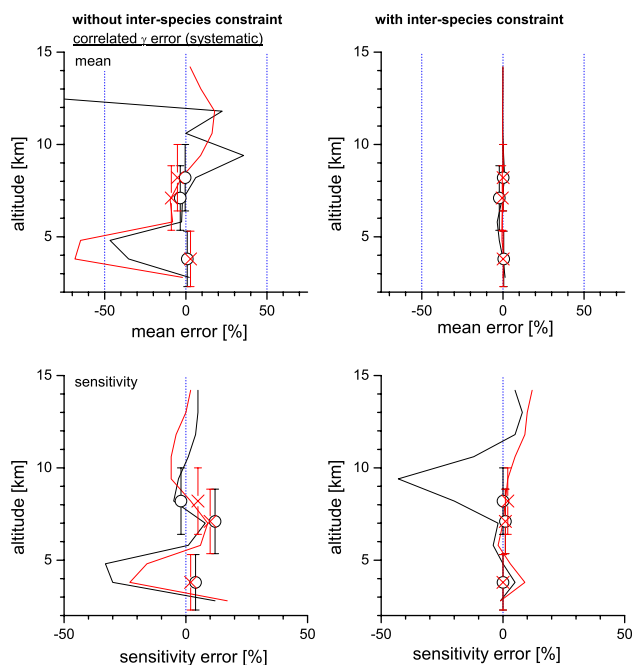 without inter-species constraint
with inter-species constraint
correlated γ error (systematic)
mean
15
10
5
altitude [km]
-50
0
50
mean error [%]
15
10
5
altitude [km]
-50
0
50
mean error [%]
sensitivity
15
10
5
0
altitude [km]
-50
0
50
sensitivity error [%]
15
10
5
0
altitude [km]
-50
0
50
sensitivity error [%]